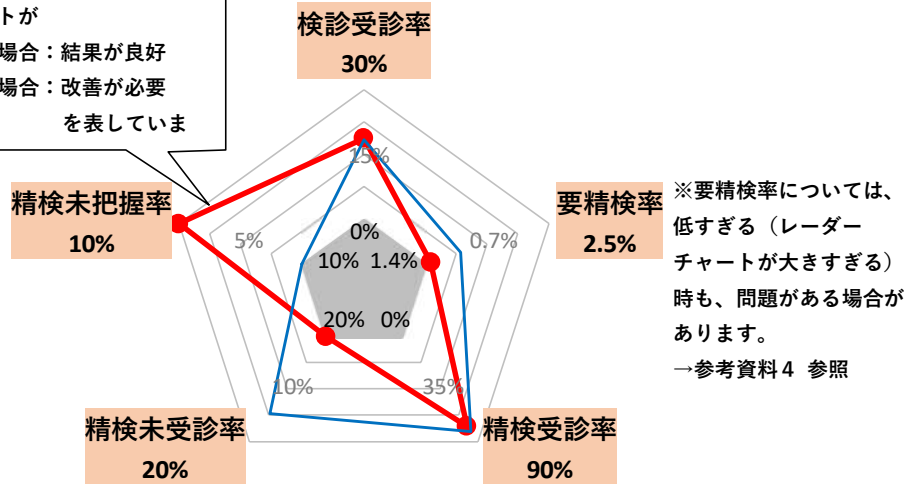 トが
場合：結果が良好
場合：改善が必要
を表していま
検診受診率
30%
15%
精検未把握率
10%
5%
0%
0.7%
要精検率
2.5%
10%
1.4%
20%
0%
10%
35%
精検未受診率
20%
精検受診率
90%
※要精検率については、
低すぎる（レーダー
チャートが大きすぎる）
時も、問題がある場合が
あります。
→参考資料４ 参照